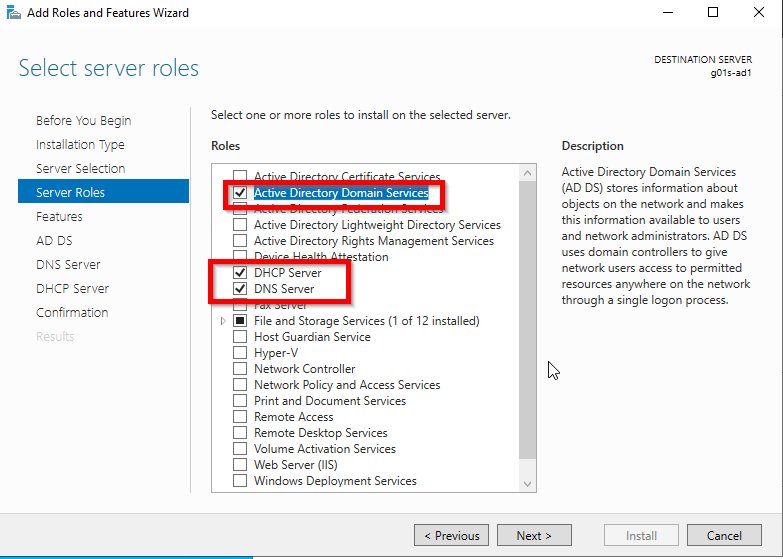 Add Roles and Features Wizard
Select server roles
DESTINATION SERVER
g01s-ad1
Before You Begin
Installation Type
Server Selection
Server Roles
Features
AD DS
DNS Server
DHCP Server
Confirmation
Results
Select one or more roles to install on the selected server.
Roles
Active Directory Certificate Services
Active Directory Domain Services
Active Directory Federation Services
Active Directory Lightweight Directory Services
Active Directory Rights Management Services
Device Health Attestation
DHCP Server
DNS Server
Fax Server
File and Storage Services (1 of 12 installed)
Host Guardian Service
Hyper-V
Network Controller
Network Policy and Access Services
Print and Document Services
Remote Access
Remote Desktop Services
Volume Activation Services
Web Server (IIS)
Windows Deployment Services
Description
Active Directory Domain Services
(AD DS) stores information about
objects on the network and makes
this information available to users
and network administrators. AD DS
uses domain controllers to give
network users access to permitted
resources anywhere on the network
through a single logon process.
< Previous
Next >
Install
Cancel